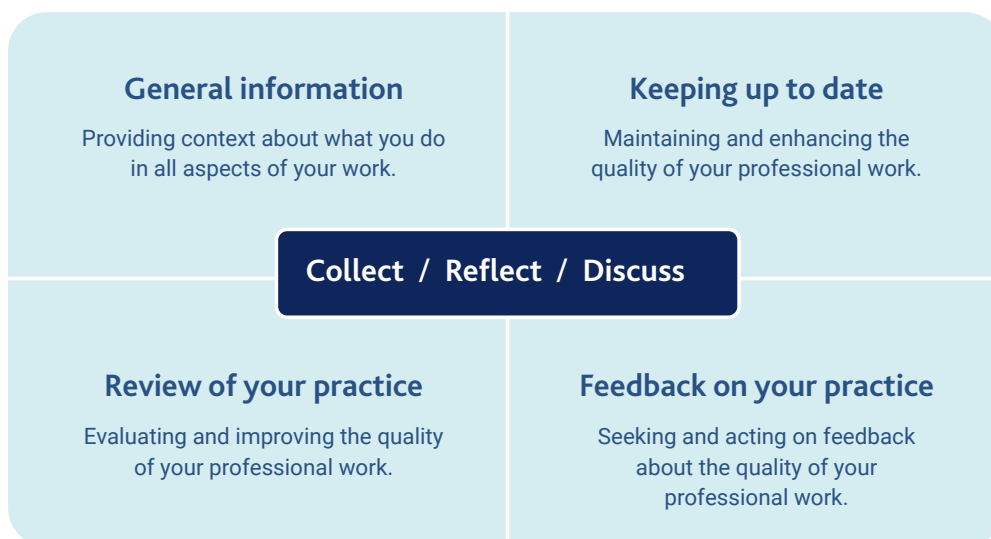 General information
Providing context about what you do
in all aspects of your work.
Keeping up to date
Maintaining and enhancing the
quality of your professional work.
Collect / Reflect / Discuss
Review of your practice
Evaluating and improving the quality
of your professional work.
Feedback on your practice
Seeking and acting on feedback
about the quality of your
professional work.